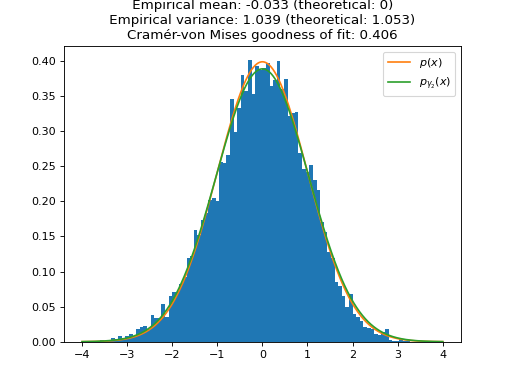 Empirical mean: -0.033 (theoretical: 0)
Empirical variance: 1.039 (theoretical: 1.053)
Cramér-von Mises goodness of fit: 0.406
0.40
0.35
0.30
0.25
0.20
0.15
0.10
0.05
0.00
p(x)
pγ₂(x)
−4 −3 −2 −1 0 1 2 3 4